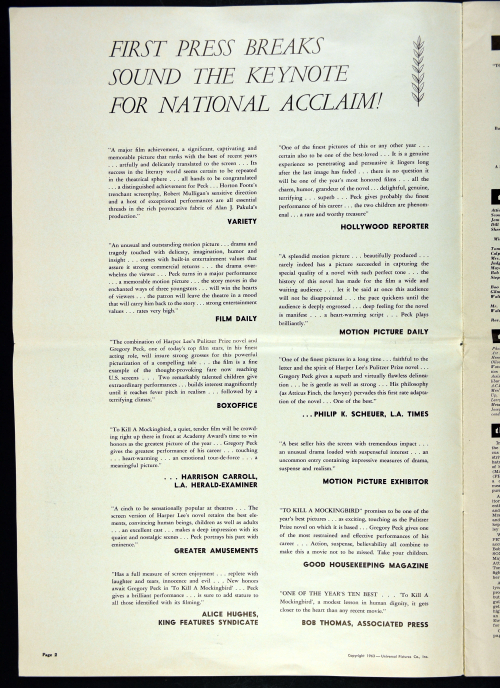 FIRST PRESS BREAKS
SOUND THE KEYNOTE
FOR NATIONAL ACCLAIM!
"A major film achievement, a significant, captivating and
memorable picture that ranks with the best of recent years
. . . artfully and delicately translated to the screen . . . Its
success in the literary world seems certain to be repeated
in the theatrical sphere . . . all hands to be congratulated
. . . a distinguished achievement for Peck . . . Horton Foote's
trenchant screenplay, Robert Mulligan's sensitive direction
and a host of exceptional performances are all essential
threads in the rich provocative fabric of Alan J. Pakula's
production."
VARIETY
"An unusual and outstanding motion picture . . . drama and
tragedy touched with delicacy, imagination, humor and
insight . . . comes with built-in entertainment values that
assure it strong commercial returns . . . the drama over-
whelms the viewer . . . Peck turns in a major performance
. . . a memorable motion picture . . . the story moves in the
enchanted ways of three youngsters . . . will win the hearts
of viewers . . . the patron will leave the theatre in a mood
that will carry him back to the story . . . strong entertainment
values . . . rates very high."
FILM DAILY
"The combination of Harper Lee's Pulitzer Prize novel and
Gregory Peck, one of today's top film stars, in his finest
acting role, will insure strong grosses for this powerful
picturization of a compelling tale . . . the film is a fine
example of the thought-provoking fare now reaching
U.S. screens . . . Two remarkably talented children give
extraordinary performances . . . builds interest magnificently
until it reaches fever pitch in realism . . . followed by a
terrifying climax."
BOXOFFICE
"To Kill A Mockingbird, a quiet, tender film will be crowd-
ing right up there in front at Academy Award's time to win
honors as the greatest picture of the year . . . Gregory Peck
gives the greatest performance of his career . . . touching
. . . heart-warming . . . an emotional tour-de-force . . . a
meaningful picture."
. . . HARRISON CARROLL,
L.A. HERALD-EXAMINER
"A cinch to be sensationally popular at theatres . . . The
screen version of Harper Lee's novel retains the best ele-
ments, convincing human beings, children as well as adults
. . . an excellent cast . . . makes a deep impression with its
quaint and nostalgic scenes . . . Peck portrays his part with
eminence."
GREATER AMUSEMENTS
"Has a full measure of screen enjoyment . . . replete with
laughter and tears, innocence and evil . . . New honors
await Gregory Peck in 'To Kill A Mockingbird' . . . Peck
gives a brilliant performance . . . is sure to add stature to
all those identified with its filming."
ALICE HUGHES,
KING FEATURES SYNDICATE
"One of the finest pictures of this or any other year . . .
certain also to be one of the best-loved . . . It is a genuine
experience so penetrating and persuasive it lingers long
after the last image has faded . . . there is no question it
will be one of the year's most honored films . . . all the
charm, humor, grandeur of the novel . . . delightful, genuine,
terrifying . . . superb . . . Peck gives probably the finest
performance of his career . . . the two children are phenom-
enal . . . a rare and worthy treasure"
HOLLYWOOD REPORTER
"A splendid motion picture . . . beautifully produced . . .
rarely indeed has a picture succeeded in capturing the
special quality of a novel with such perfect tone . . . the
history of this novel has made for the film a wide and
waiting audience . . . let it be said at once this audience
will not be disappointed . . . the pace quickens until the
audience is deeply engrossed . . . deep feeling for the novel
is manifest . . . a heart-warming script . . . Peck plays
brilliantly."
MOTION PICTURE DAILY
"One of the finest pictures in a long time . . . faithful to the
letter and the spirit of Harper Lee's Pulitzer Prize novel . . .
Gregory Peck gives a superb and virtually flawless delinea-
tion . . . he is gentle as well as strong . . . His philosophy
(as Atticus Finch, the lawyer) pervades this first rate adapta-
tion of the novel . . . One of the best."
. . . PHILIP K. SCHEUER, L.A. TIMES
"A best seller hits the screen with tremendous impact . . .
an unusual drama loaded with suspenseful interest . . . an
uncommon entry containing impressive measures of drama,
suspense and realism."
MOTION PICTURE EXHIBITOR
"TO KILL A MOCKINGBIRD' promises to be one of the
year's best pictures . . . as exciting, touching as the Pulitzer
Prize novel on which it is based . . . Gregory Peck gives one
of the most restrained and effective performances of his
career . . . Action, suspense, believability all combine to
make this a movie not to be missed. Take your children.
GOOD HOUSEKEEPING MAGAZINE
"ONE OF THE YEAR'S TEN BEST . . . 'To Kill A
Mockinbird', a modest lesson in human dignity, it gets
closer to the heart than any recent movie."
BOB THOMAS, ASSOCIATED PRESS
Page 2
Copyright 1962—Universal Pictures Co., Inc.